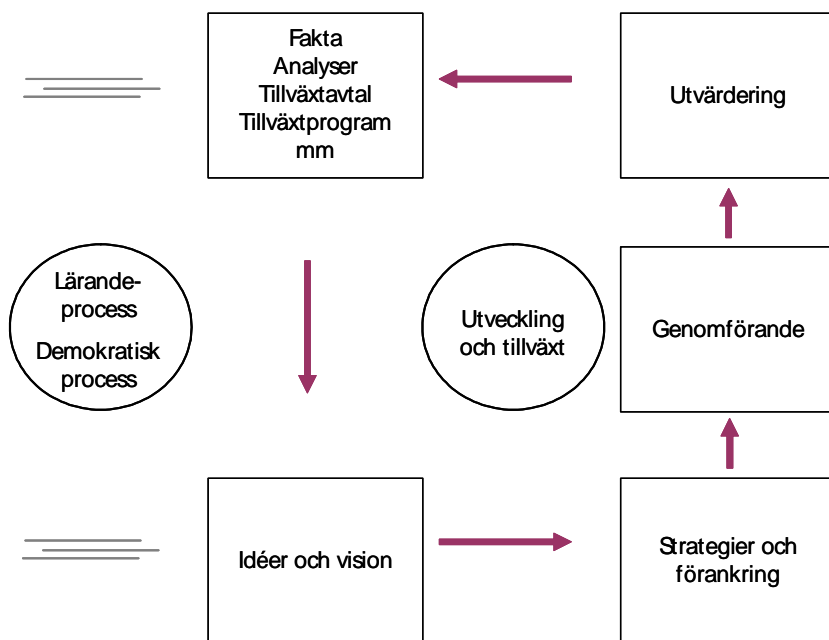 Fakta
Analyser
Tillväxtavtal
Tillväxtprogram
mm
Utvärdering
Lärande-
process
Demokratisk
process
Utveckling
och tillväxt
Genomförande
Idéer och vision
Strategier och
förankring